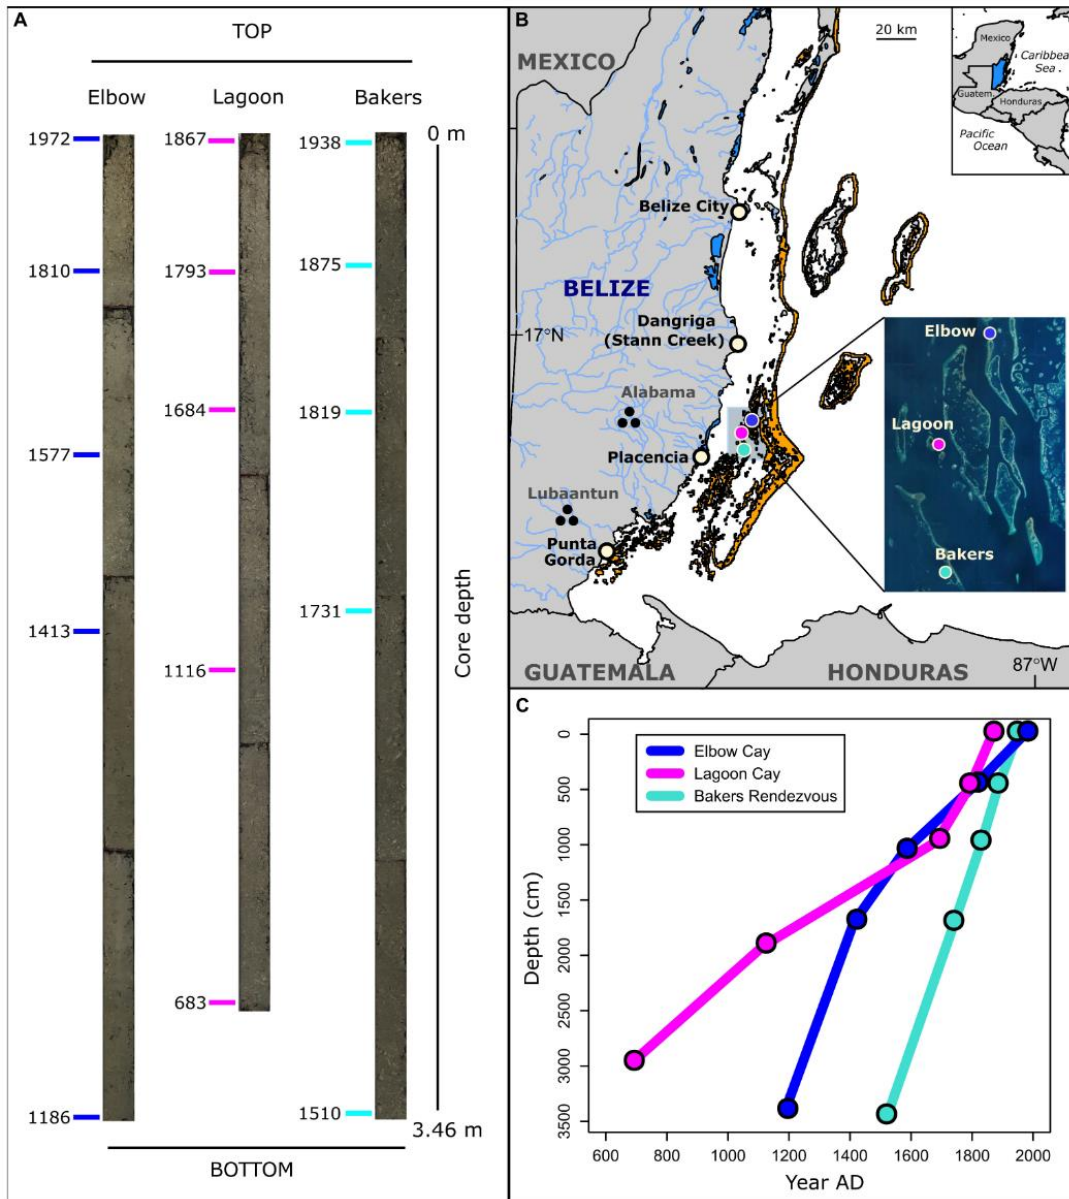 A
TOP
Elbow
Lagoon
Bakers
1972
1810
1577
1413
1186
1867
1793
1684
1116
683
1938
1875
1819
1731
1510
0 m
Core depth
3.46 m
BOTTOM
B
20 km
MEXICO
Belize City
BELIZE
Dangriga
(Stann Creek)
17°N
Alabama
Placencia
Lubaantun
Punta
Gorda
GUATEMALA
HONDURAS
87°W
Mexico
Caribbean
Sea
Guatem.
Honduras
Pacific
Ocean
Elbow
Lagoon
Bakers
C
Elbow Cay
Lagoon Cay
Bakers Rendezvous
Depth (cm)
0
500
1000
1500
2000
2500
3000
3500
600
800
1000
1200
1400
1600
1800
2000
Year AD